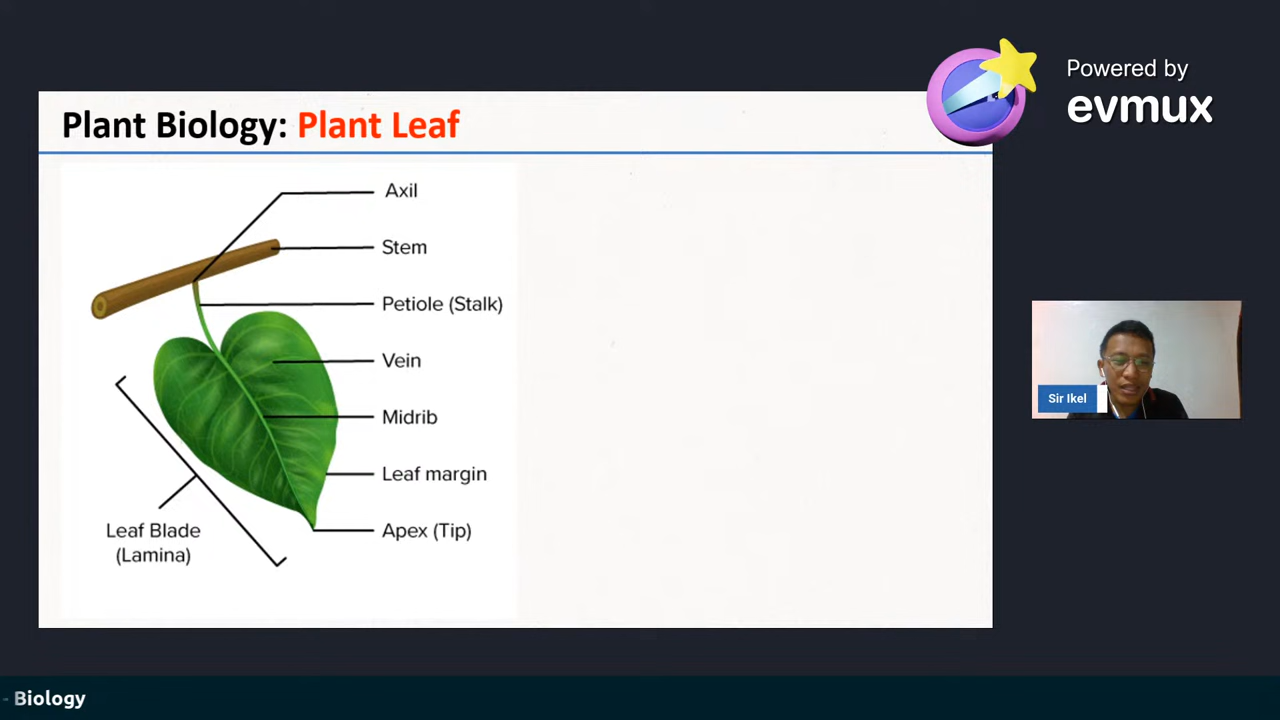 Powered by
evmux
Plant Biology: Plant Leaf
Axil
Stem
Petiole (Stalk)
Vein
Midrib
Leaf margin
Apex (Tip)
Leaf Blade
(Lamina)
Sir Ikel
- Biology